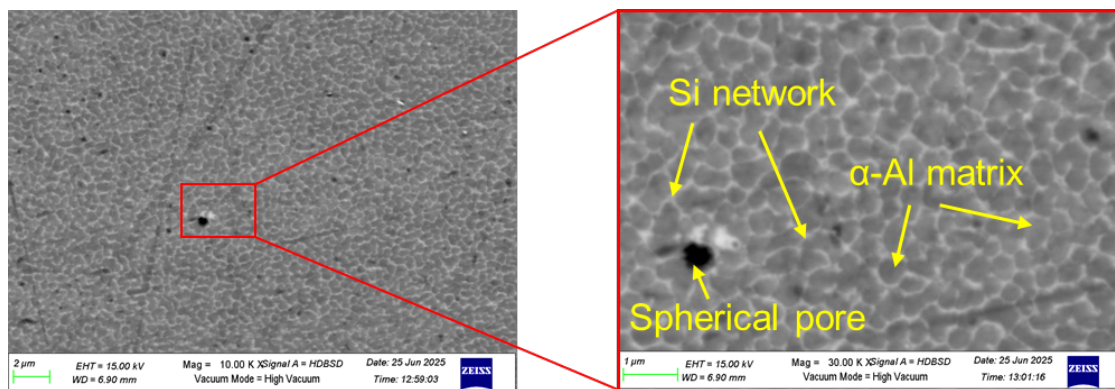 Si network
α-Al matrix
Spherical pore
2 µm
EHT = 15.00 kV
WD = 6.90 mm
Mag = 10.00 K X
Signal A = HDBSD
Vacuum Mode = High Vacuum
Date: 25 Jun 2025
Time: 12:59:03
ZEISS
1 µm
EHT = 15.00 kV
WD = 6.90 mm
Mag = 30.00 K X
Signal A = HDBSD
Vacuum Mode = High Vacuum
Date: 25 Jun 2025
Time: 13:01:16
ZEISS